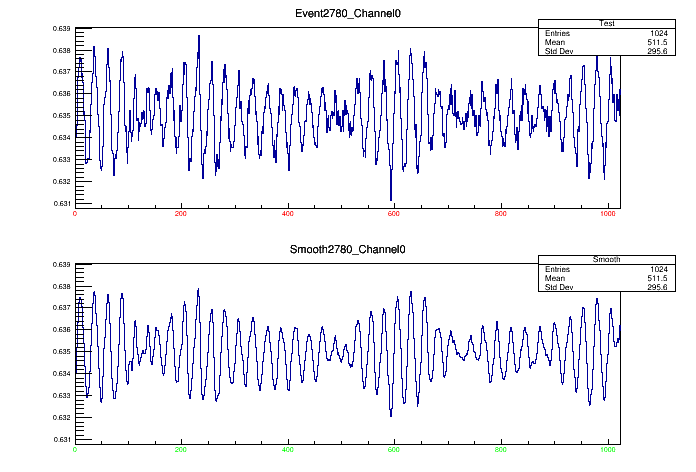 Event2780_Channel0
Test
Entries 1024
Mean 511.5
Std Dev 295.6
0.639
0.638
0.637
0.636
0.635
0.634
0.633
0.632
0.631
0 200 400 600 800 1000
Smooth2780_Channel0
Smooth
Entries 1024
Mean 511.5
Std Dev 295.6
0.639
0.638
0.637
0.636
0.635
0.634
0.633
0.632
0.631
0 200 400 600 800 1000